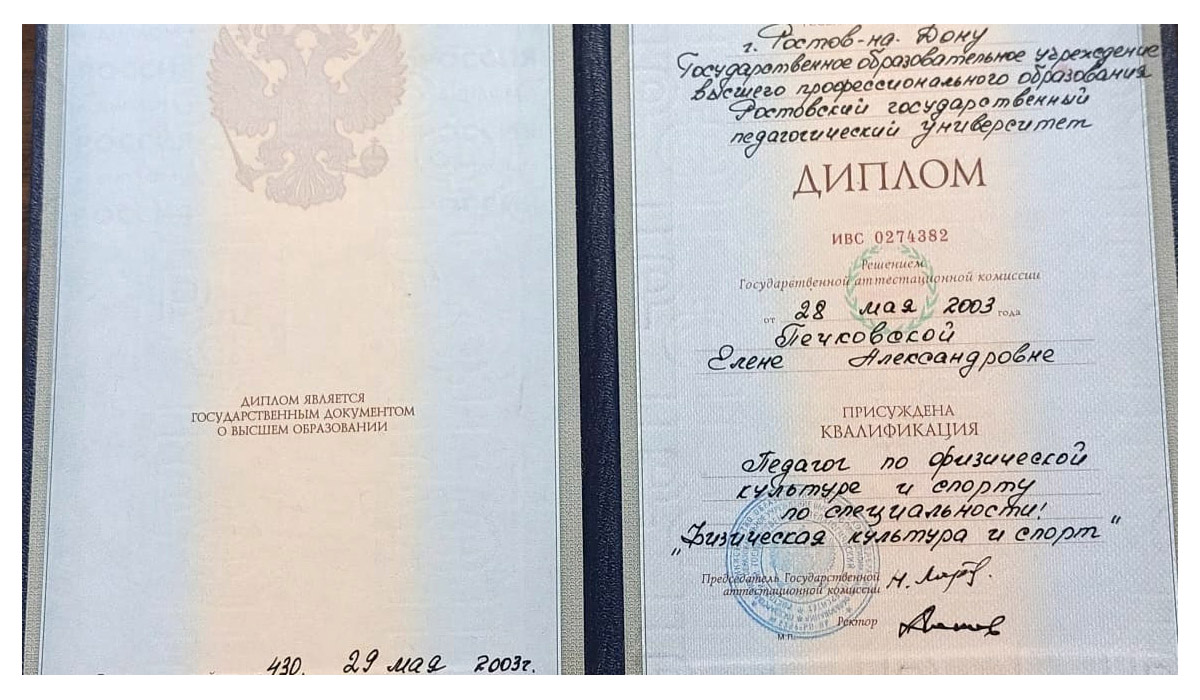 ДИПЛОМ ЯВЛЯЕТСЯ
ГОСУДАРСТВЕННЫМ ДОКУМЕНТОМ
О ВЫСШЕМ ОБРАЗОВАНИИ
430. 29 мая 2003г.
г. Ростов-на-Дону
Государственное образовательное учреждение
высшего профессионального образования
Ростовский государственный
педагогический университет
ДИПЛОМ
ИВС 0274382
Решением
Государственной аттестационной комиссии
от 28 мая 2003 года
Печковской
Елене Александровне
ПРИСУЖДЕНА
КВАЛИФИКАЦИЯ
Педагог по физической
культуре и спорту
по специальности:
„Физическая культура и спорт"
Председатель Государственной
аттестационной комиссии
Ректор
М.П.